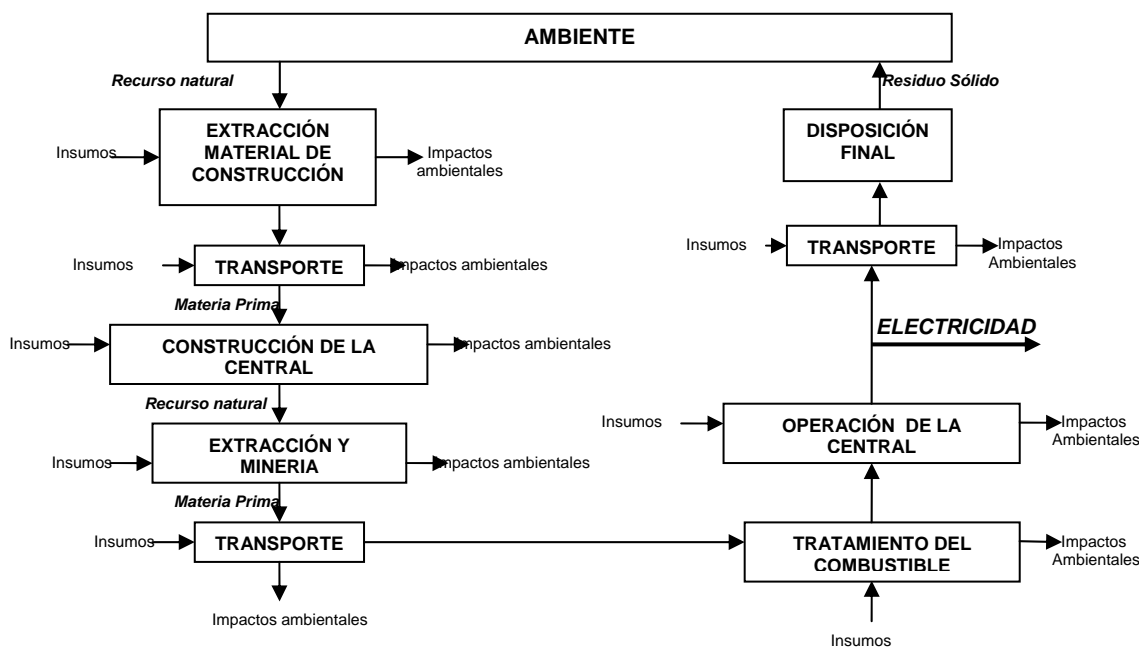 AMBIENTE
Recurso natural
EXTRACCIÓN
MATERIAL DE
CONSTRUCCIÓN
Insumos
Impactos
ambientales
Insumos
TRANSPORTE
Impactos ambientales
Materia Prima
Insumos
CONSTRUCCIÓN DE LA
CENTRAL
Impactos ambientales
Recurso natural
Insumos
EXTRACCIÓN Y
MINERIA
Impactos ambientales
Materia Prima
Insumos
TRANSPORTE
Impactos ambientales
Residuo Sólido
DISPOSICIÓN
FINAL
Insumos
TRANSPORTE
Impactos
Ambientales
ELECTRICIDAD
Insumos
OPERACIÓN DE LA
CENTRAL
Impactos
Ambientales
TRATAMIENTO DEL
COMBUSTIBLE
Impactos
Ambientales
Insumos